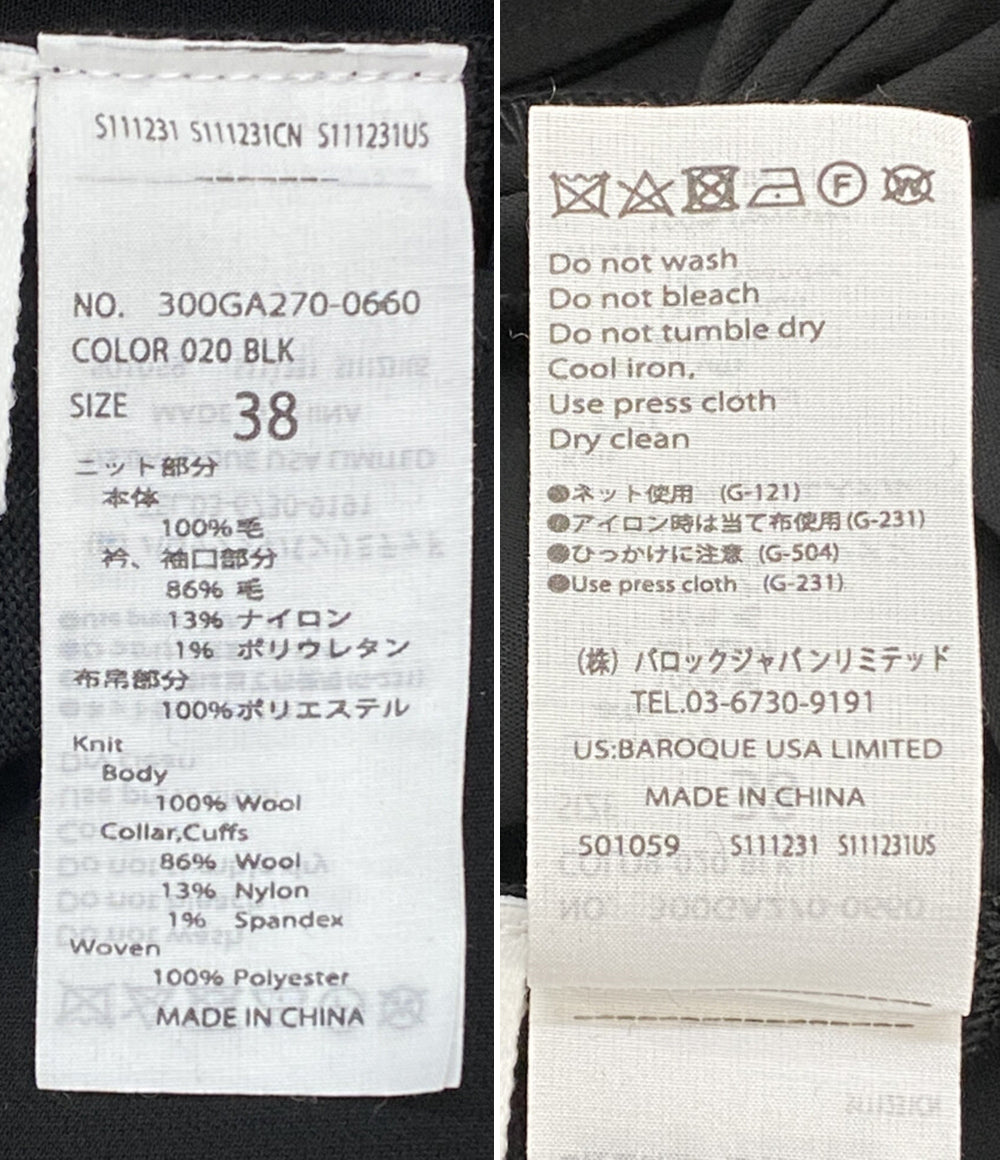 S111231 S111231CN S111231US
NO. 300GA270-0660
COLOR 020 BLK
SIZE 38
ニット部分
本体
100%毛
衿、袖口部分
86% 毛
13% ナイロン
1% ポリウレタン
布帛部分
100%ポリエステル
Knit
Body
100% Wool
Collar,Cuffs
86% Wool
13% Nylon
1% Spandex
Woven
100% Polyester
MADE IN CHINA
F W
Do not wash
Do not bleach
Do not tumble dry
Cool iron,
Use press cloth
Dry clean
●ネット使用 (G-121)
●アイロン時は当て布使用(G-231)
●ひっかけに注意 (G-504)
●Use press cloth (G-231)
(株) バロックジャパンリミテッド
TEL.03-6730-9191
US:BAROQUE USA LIMITED
MADE IN CHINA
501059 S111231 S111231US